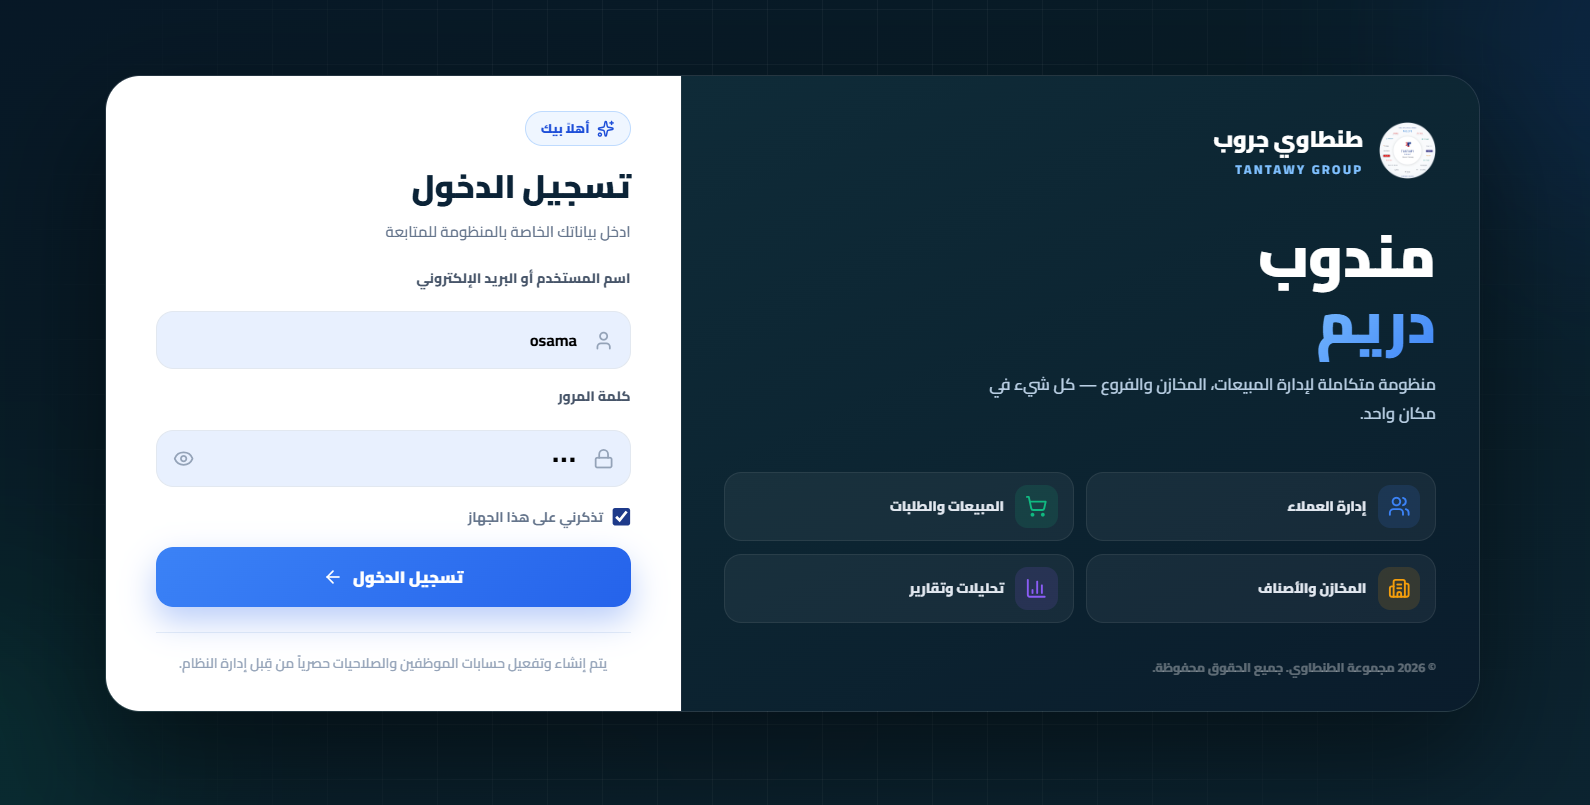 طنطاوي جروب
TANTAWY GROUP
مندوب
دريم
منظومة متكاملة لإدارة المبيعات، المخازن والفروع — كل شيء في
مكان واحد.
إدارة العملاء
المبيعات والطلبات
المخازن والأصناف
تحليلات وتقارير
© 2026 مجموعة الطنطاوي. جميع الحقوق محفوظة.
أهلاً بيك
تسجيل الدخول
ادخل بياناتك الخاصة بالمنظومة للمتابعة
اسم المستخدم أو البريد الإلكتروني
osama
كلمة المرور
تذكرني على هذا الجهاز
تسجيل الدخول
يتم إنشاء وتفعيل حسابات الموظفين والصلاحيات حصرياً من قِبل إدارة النظام.